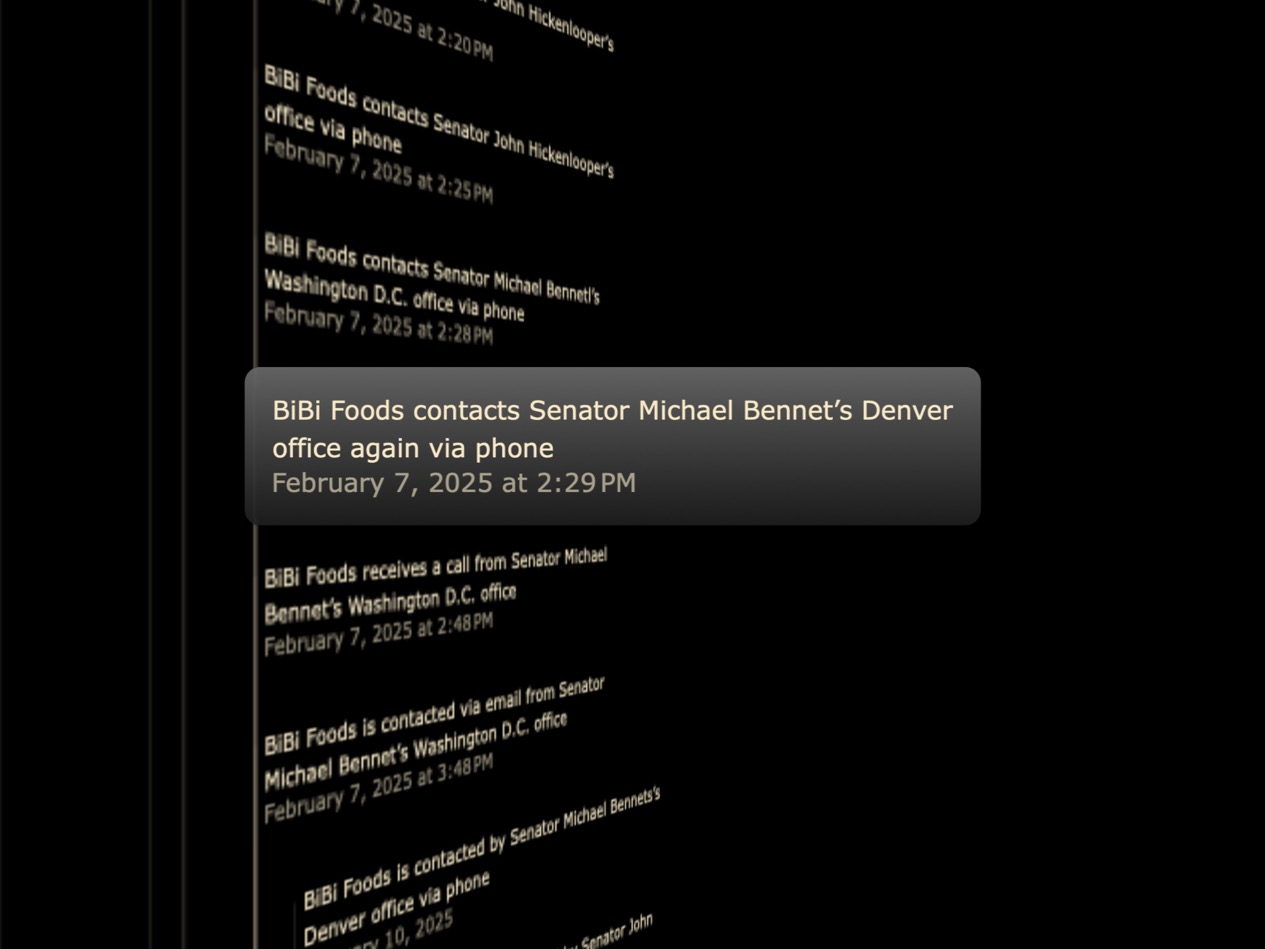 John Hickenlooper's
ry 7, 2025 at 2:20 PM
BiBi Foods contacts Senator John Hickenlooper's
office via phone
February 7, 2025 at 2:25 PM
BiBi Foods contacts Senator Michael Bennetl's
Washington D.C. office via phone
February 7, 2025 at 2:28 PM
BiBi Foods contacts Senator Michael Bennet’s Denver
office again via phone
February 7, 2025 at 2:29 PM
BiBi Foods receives a call from Senator Michael
Bennet’s Washington D.C. office
February 7, 2025 at 2:48 PM
BiBi Foods is contacted via email from Senator
Michael Bennet’s Washington D.C. office
February 7, 2025 at 3:48 PM
BiBi Foods is contacted by Senator Michael Bennets’s
Denver office via phone
ry 10, 2025
Senator John